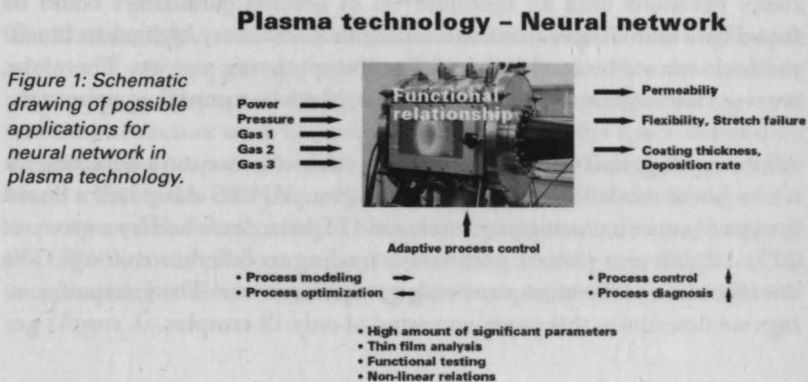 Plasma technology – Neural network
Figure 1: Schematic
drawing of possible
applications for
neural network in
plasma technology.
Power
Pressure
Gas 1
Gas 2
Gas 3
Functional
relationship
Permeability
Flexibility, Stretch failure
Coating thickness,
Deposition rate
Adaptive process control
• Process modeling
• Process optimization
• Process control
• Process diagnosis
• High amount of significant parameters
• Thin film analysis
• Functional testing
• Non-linear relations